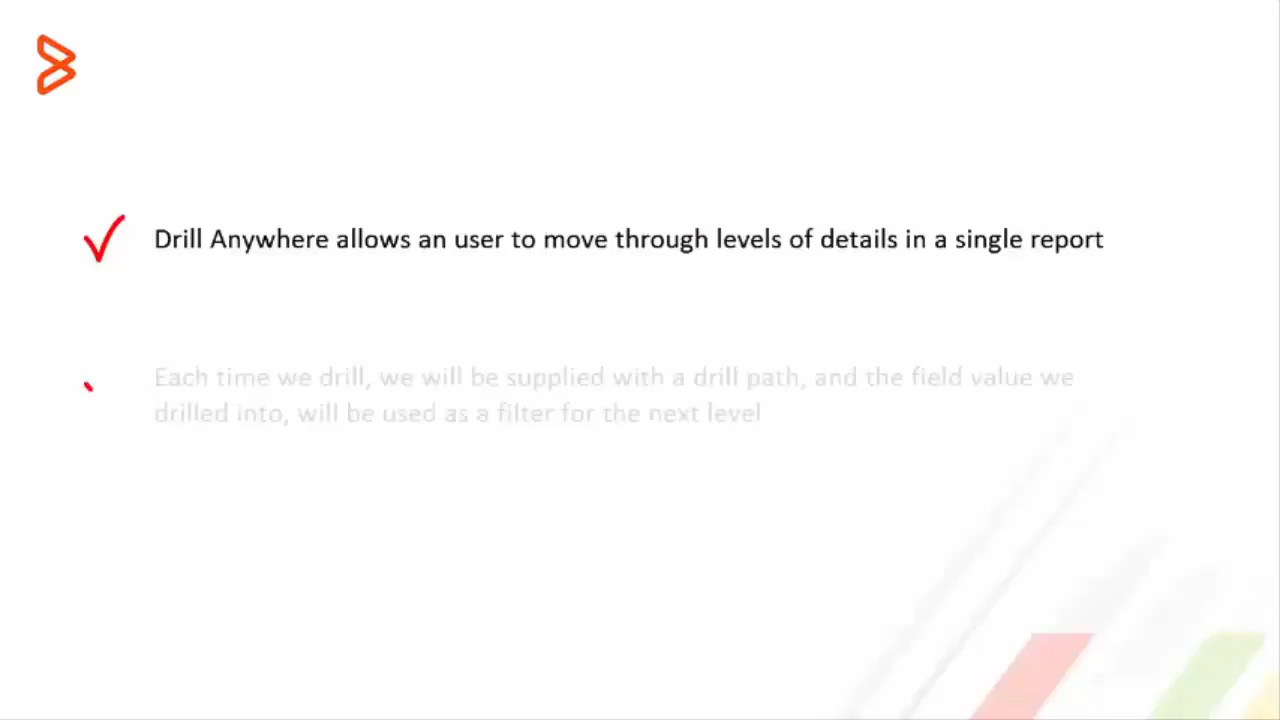 Drill Anywhere allows an user to move through levels of details in a single report
Each time we drill, we will be supplied with a drill path, and the field value we
drilled into, will be used as a filter for the next level